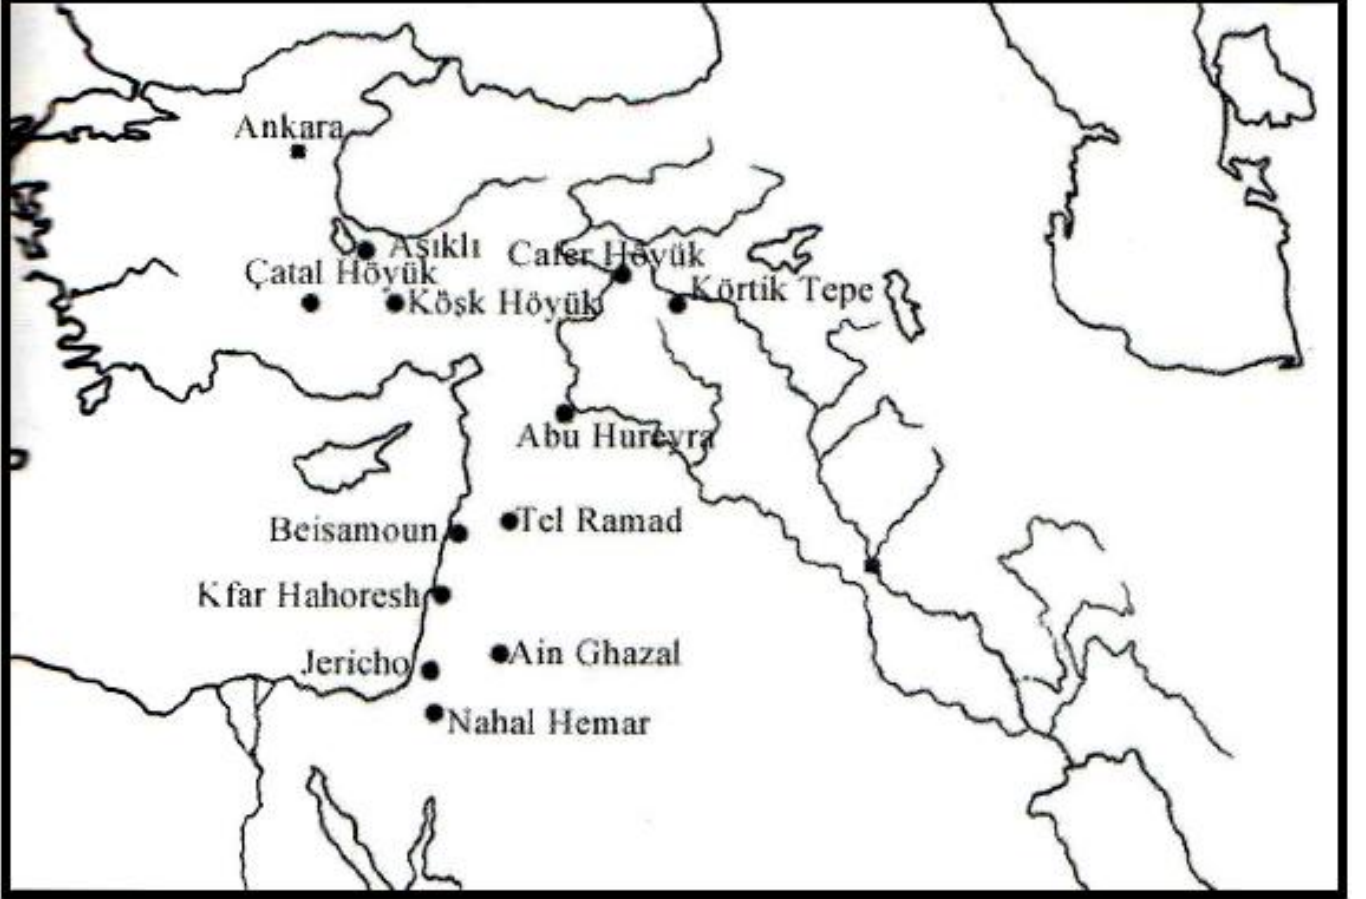 Ankara
Aşıklı
Cafer Höyük
Çatal Höyük
Körtik Tepe
Köşk Höyük
Abu Hureyra
Beisamoun
Tel Ramad
Kfar Hahoresh
Jericho
Ain Ghazal
Nahal Hemar